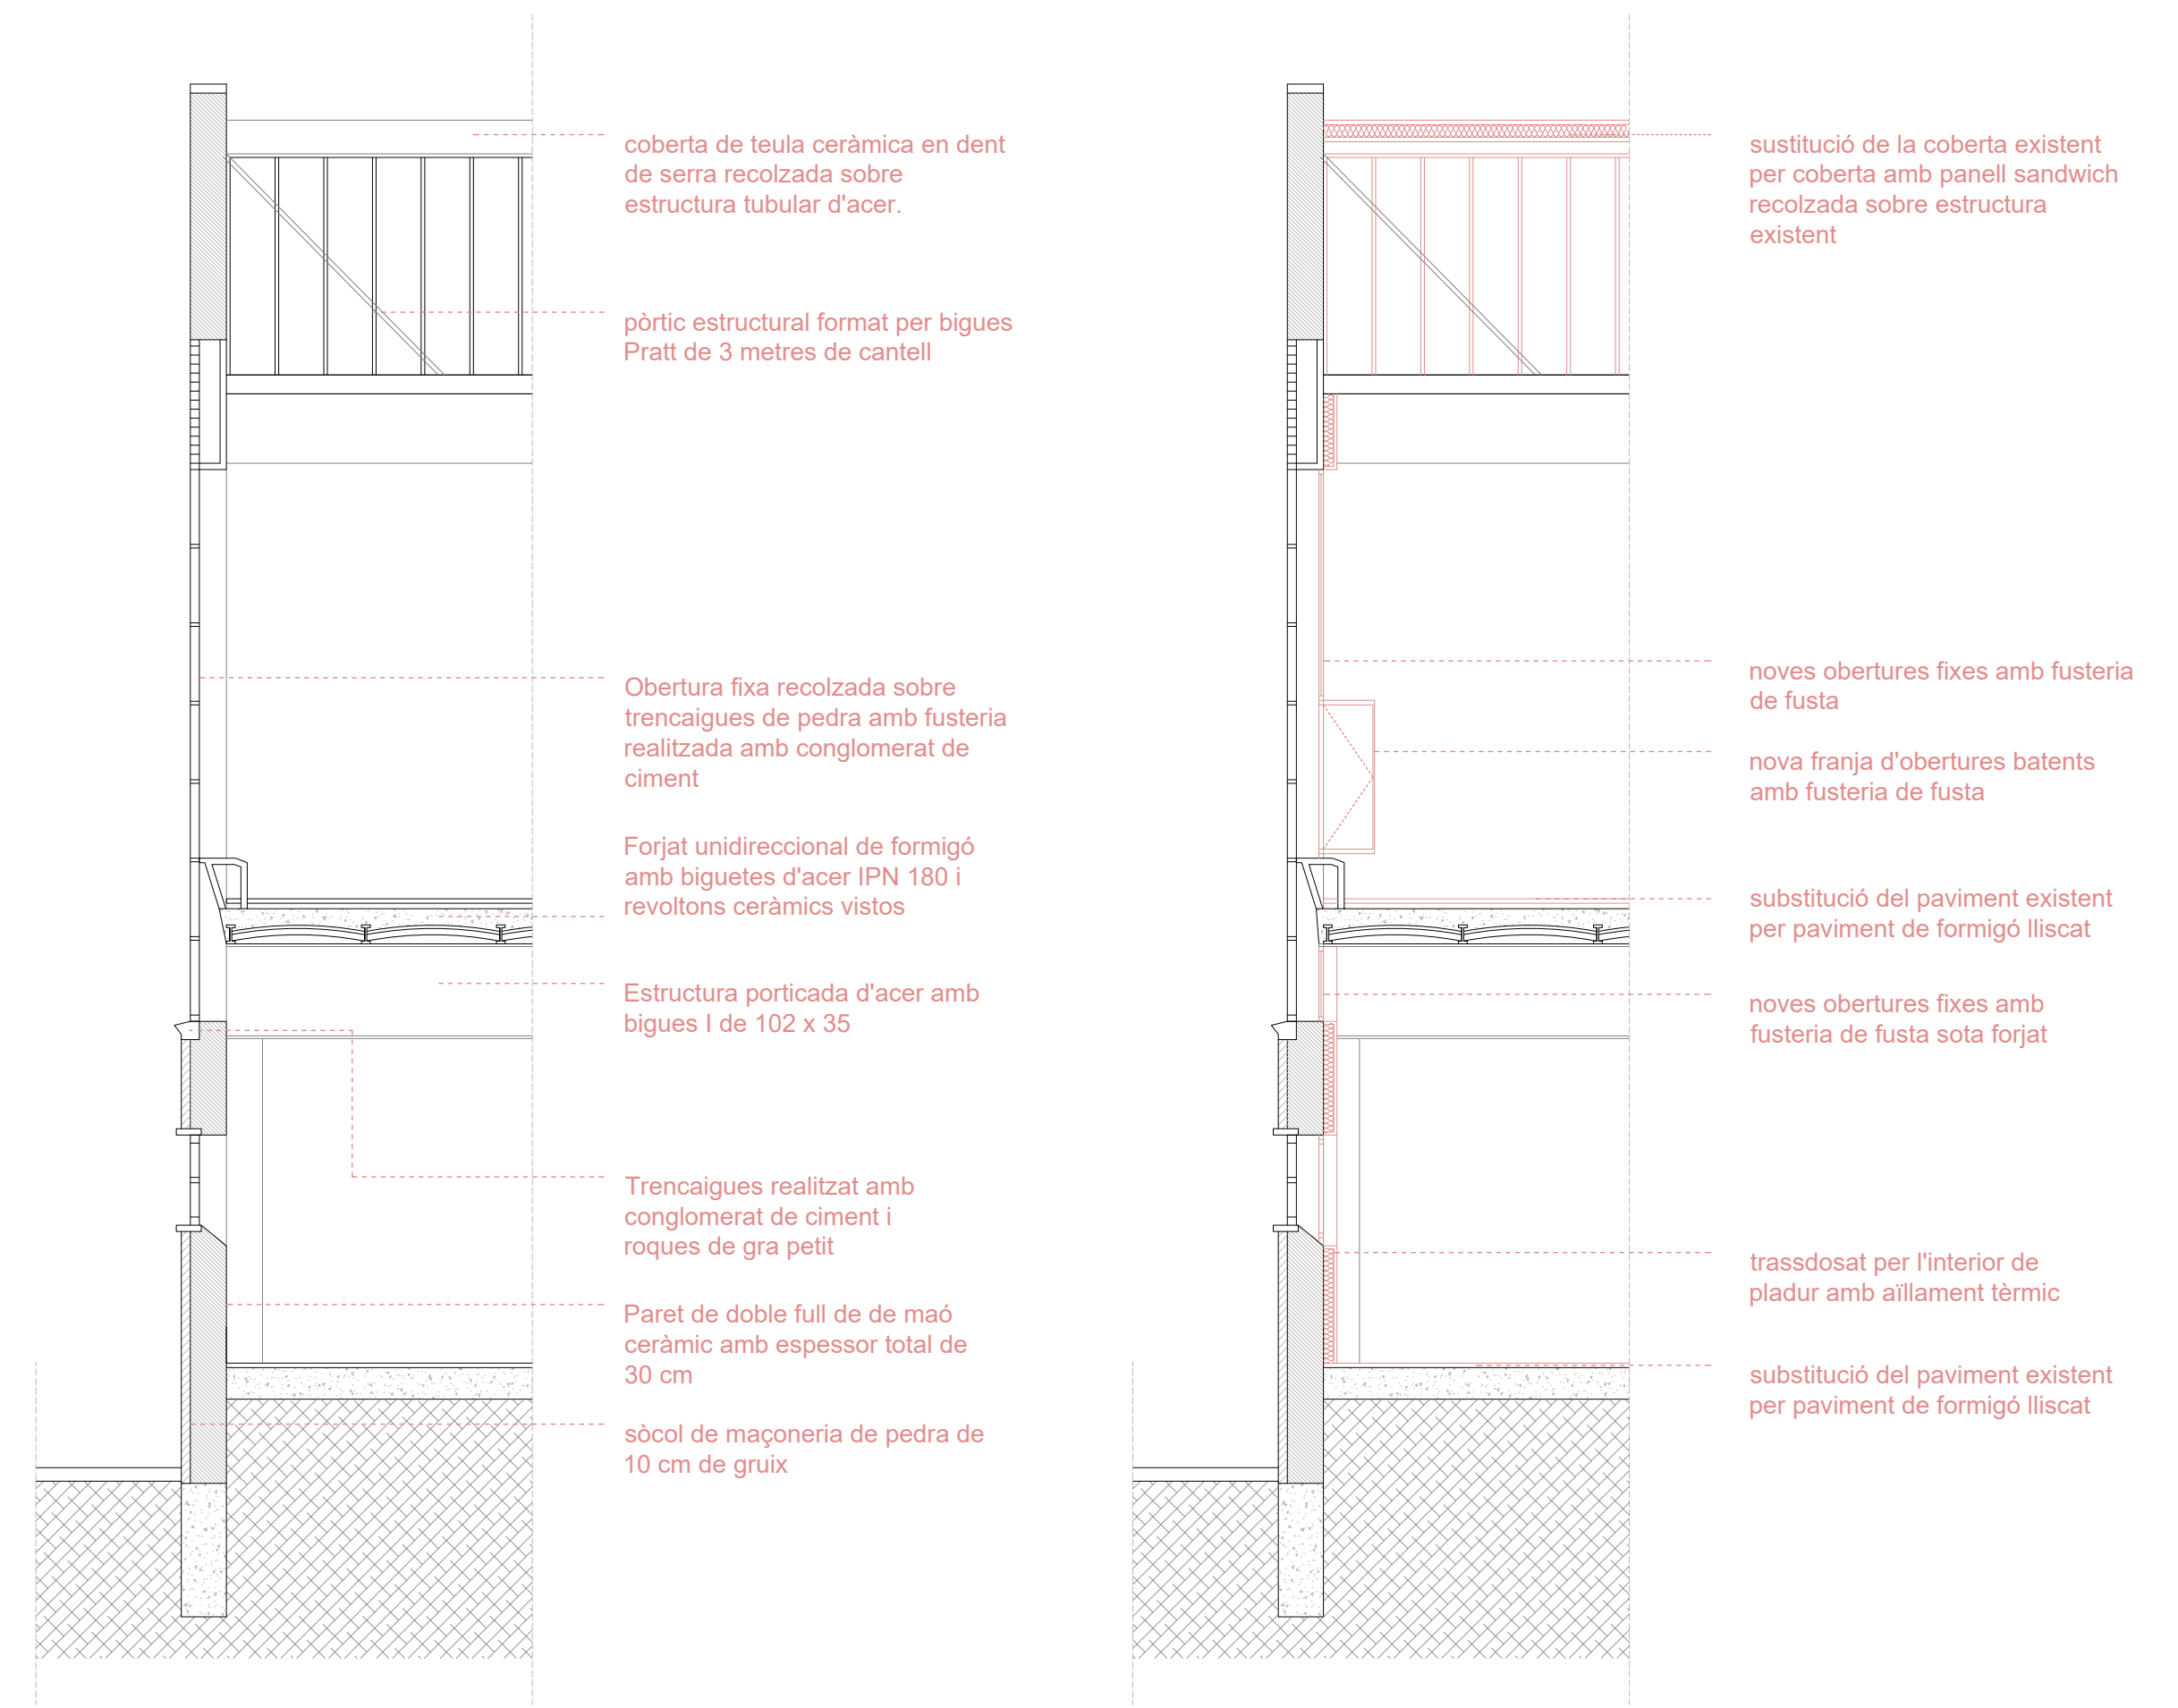 coberta de teula ceràmica en dent
de serra recolzada sobre
estructura tubular d'acer.
pòrtic estructural format per bigues
Pratt de 3 metres de cantell
Obertura fixa recolzada sobre
trencaigues de pedra amb fusteria
realitzada amb conglomerat de
ciment
Forjat unidireccional de formigó
amb biguetes d'acer IPN 180 i
revoltons ceràmics vistos
Estructura porticada d'acer amb
bigues I de 102 x 35
Trencaigues realitzat amb
conglomerat de ciment i
roques de gra petit
Paret de doble full de de maó
ceràmic amb espessor total de
30 cm
sòcol de maçoneria de pedra de
10 cm de gruix
sustitució de la coberta existent
per coberta amb panell sandwich
recolzada sobre estructura
existent
noves obertures fixes amb fusteria
de fusta
nova franja d'obertures batents
amb fusteria de fusta
substitució del paviment existent
per paviment de formigó lliscat
noves obertures fixes amb
fusteria de fusta sota forjat
trassdosat per l'interior de
pladur amb aïllament tèrmic
substitució del paviment existent
per paviment de formigó lliscat